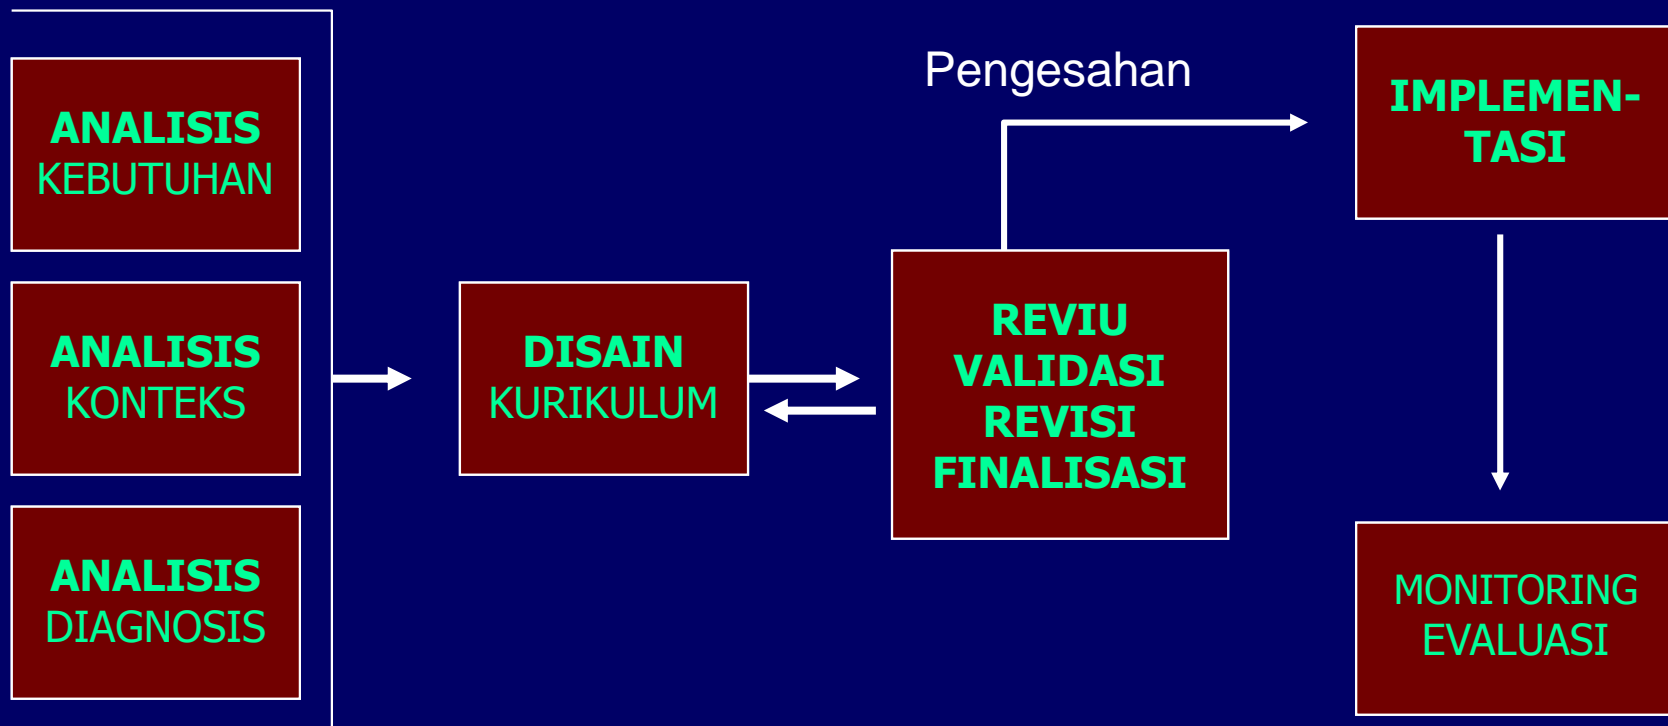 ANALISIS
KEBUTUHAN
ANALISIS
KONTEKS
ANALISIS
DIAGNOSIS
DISAIN
KURIKULUM
REVIU
VALIDASI
REVISI
FINALISASI
Pengesahan
IMPLEMEN-
TASI
MONITORING
EVALUASI